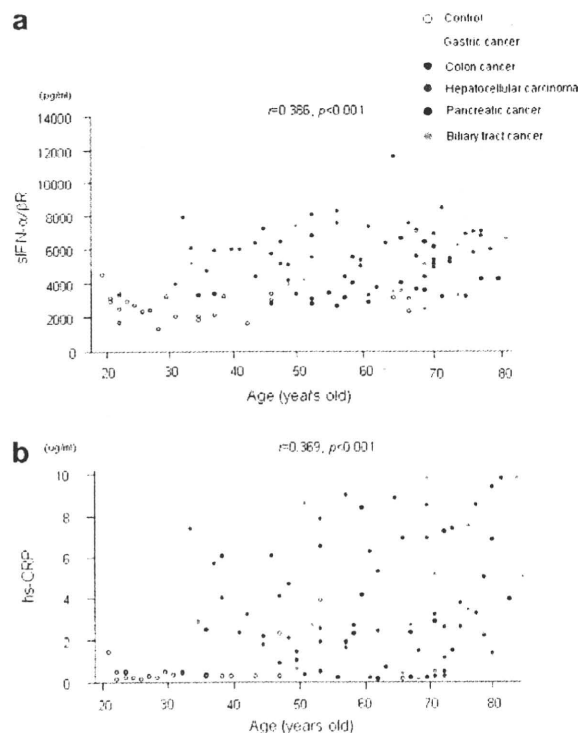 a
Control
Gastric cancer
Colon cancer
Hepatocellular carcinoma
Pancreatic cancer
Biliary tract cancer
(pg/ml)
r=0.386, p<0.001
14000
12000
10000
8000
6000
4000
2000
0
sIFN-α/βR
20 30 40 50 60 70 80
Age (years old)
b
r=0.369, p<0.001
10
8
6
4
2
0
hs-CRP
20 30 40 50 60 70 80
Age (years old)